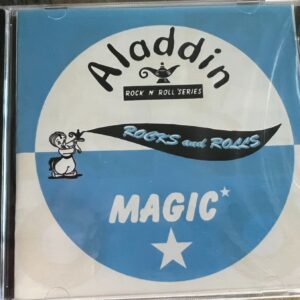 Aladdin
ROCK N' ROLL SERIES
ROCKS and ROLLS
MAGIC